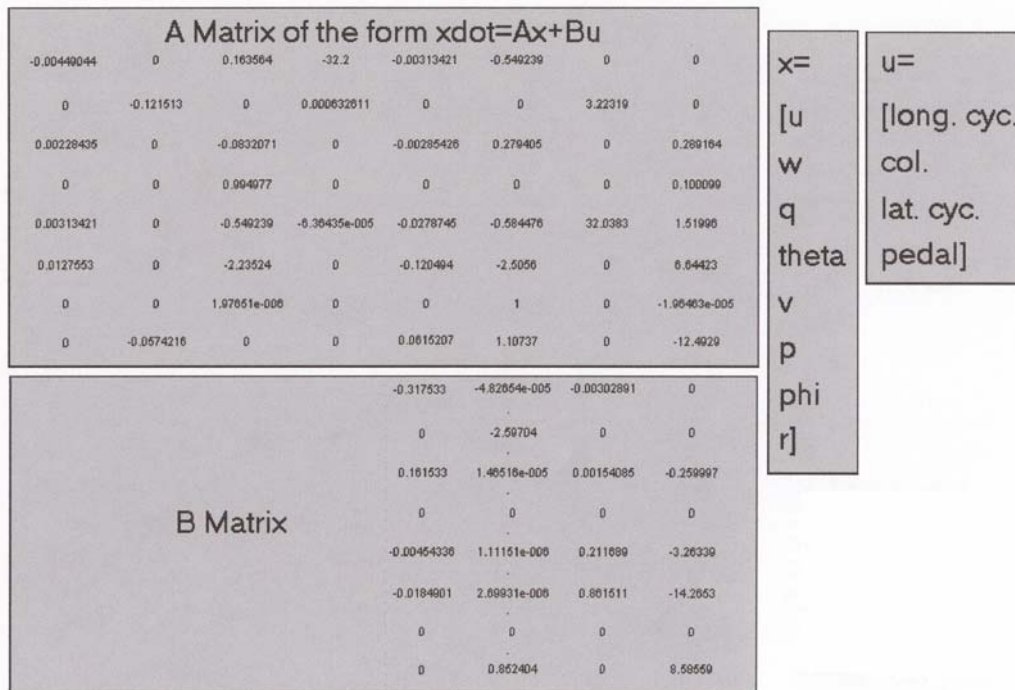 A Matrix of the form xdot=Ax+Bu
-0.00449044 0 0.163564 -32.2 -0.00313421 -0.549239 0 0
0 -0.121513 0 0.000632611 0 0 3.22319 0
0.00228435 0 -0.0832071 0 -0.00285426 0.279405 0 0.289164
0 0 0.994977 0 0 0 0 0.100099
0.00313421 0 -0.549239 -6.36435e-005 -0.0278745 -0.584476 32.0383 1.51996
0.0127553 0 -2.23524 0 -0.120494 -2.5056 0 6.64423
0 0 1.97651e-006 0 0 1 0 -1.96463e-005
0 -0.0574216 0 0 0.0615207 1.10737 0 -12.4929
B Matrix
-0.317533 -4.82654e-005 -0.00302891 0
0 -2.59704 0 0
0.161533 1.46516e-005 0.00154085 -0.259997
0 0 0 0
-0.00454336 1.11151e-006 0.211689 -3.26339
-0.0184901 2.69931e-006 0.861511 -14.2653
0 0 0 0
0 0.852404 0 8.58559
x=
[u
w
q
theta
v
p
phi
r]
u=
[long. cyc.
col.
lat. cyc.
pedal]